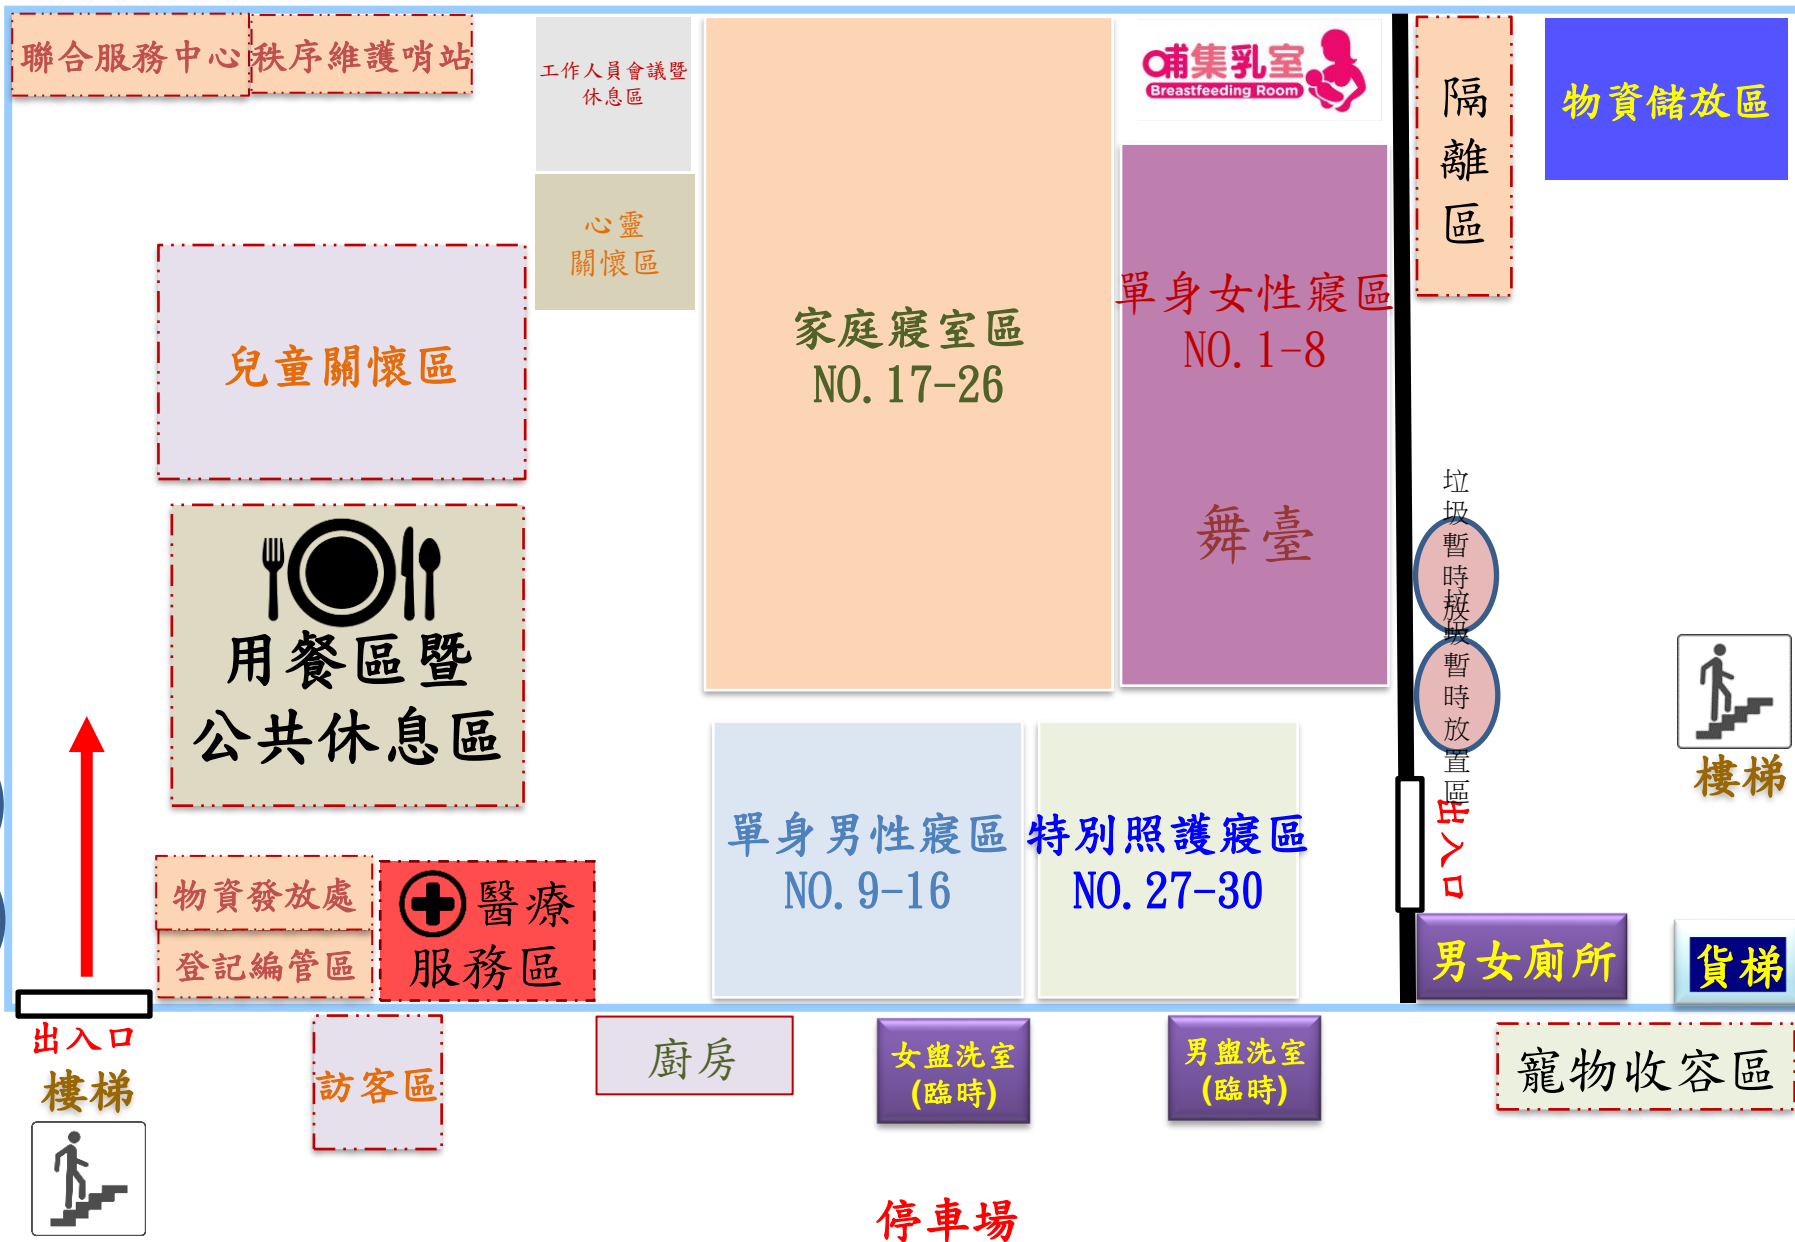 聯合服務中心
秩序維護哨站
工作人員會議暨
休息區
哺集乳室
Breastfeeding Room
隔
離
區
物資儲放區
心靈
關懷區
兒童關懷區
家庭寢室區
NO.17-26
單身女性寢區
NO.1-8
舞臺
用餐區暨
公共休息區
垃圾暫時放
垃圾暫時放置區
樓梯
單身男性寢區
NO.9-16
特別照護寢區
NO.27-30
出入口
物資發放處
登記編管區
醫療
服務區
男女廁所
貨梯
出入口
樓梯
訪客區
廚房
女盥洗室
(臨時)
男盥洗室
(臨時)
寵物收容區
停車場